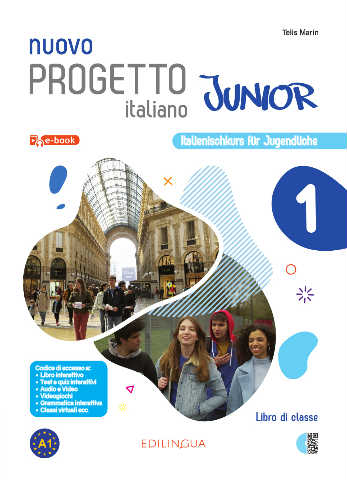 Telis Marin
nuovo
PROGETTO
italiano
JUNIOR
e-book
Italienischkurs für Jugendliche
1
Codice di accesso a:
• Libro interattivo
• Test e quiz interattivi
• Audio e Video
• Videogiochi
• Grammatica interattiva
• Classi virtuali ecc.
Libro di classe
A1
EDILINGUA